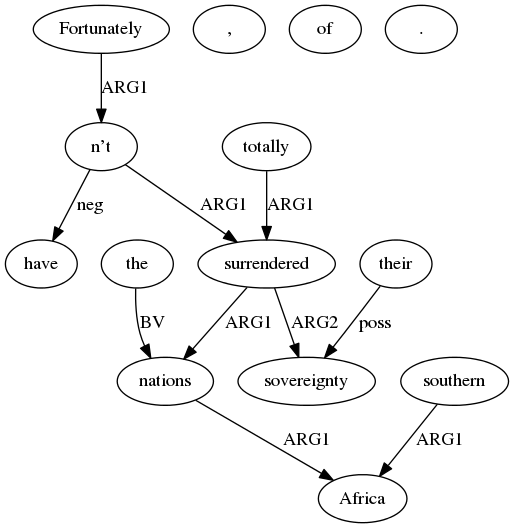 Fortunately , of .
ARG1
n't totally
neg ARG1 ARG1
have the surrendered their
BV ARG1 ARG2 poss
nations sovereignty southern
ARG1 ARG1
Africa